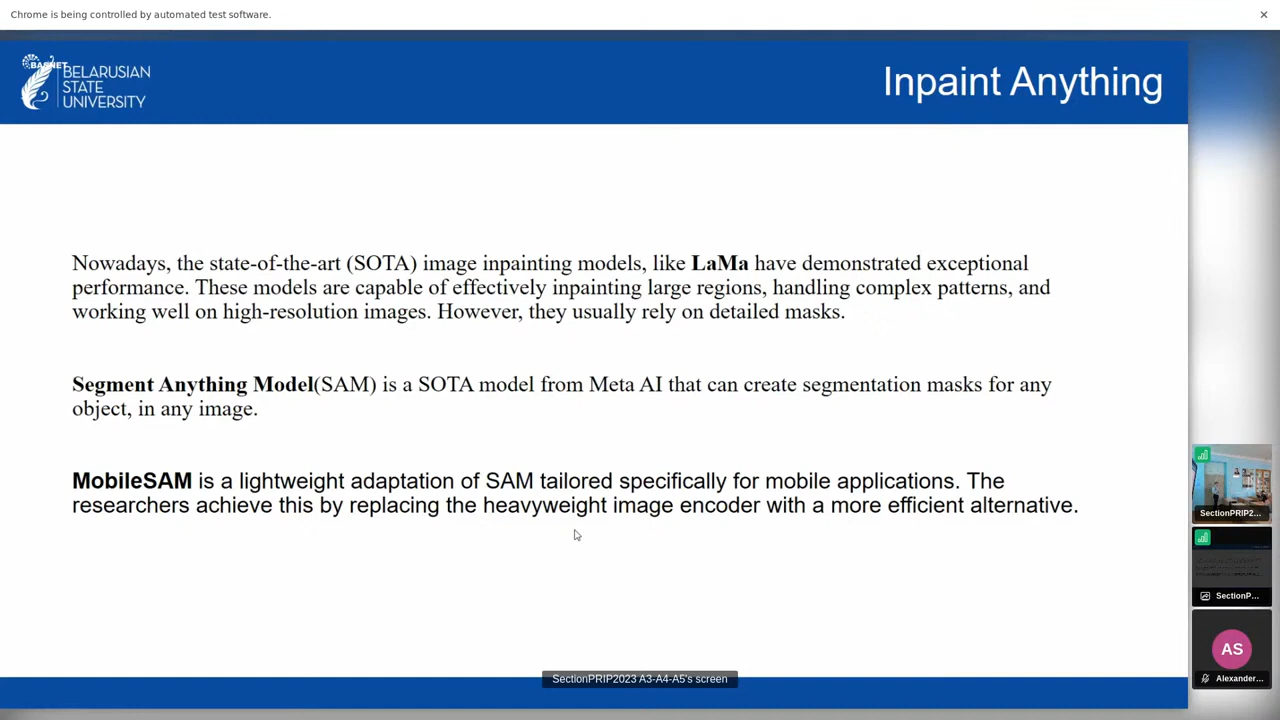 Chrome is being controlled by automated test software.
BASNET
BELARUSIAN
STATE
UNIVERSITY
Inpaint Anything
Nowadays, the state-of-the-art (SOTA) image inpainting models, like LaMa have demonstrated exceptional
performance. These models are capable of effectively inpainting large regions, handling complex patterns, and
working well on high-resolution images. However, they usually rely on detailed masks.
Segment Anything Model(SAM) is a SOTA model from Meta AI that can create segmentation masks for any
object, in any image.
MobileSAM is a lightweight adaptation of SAM tailored specifically for mobile applications. The
researchers achieve this by replacing the heavyweight image encoder with a more efficient alternative.
SectionPRIP2...
SectionP...
AS
Alexander...
SectionPRIP2023 A3-A4-A5's screen